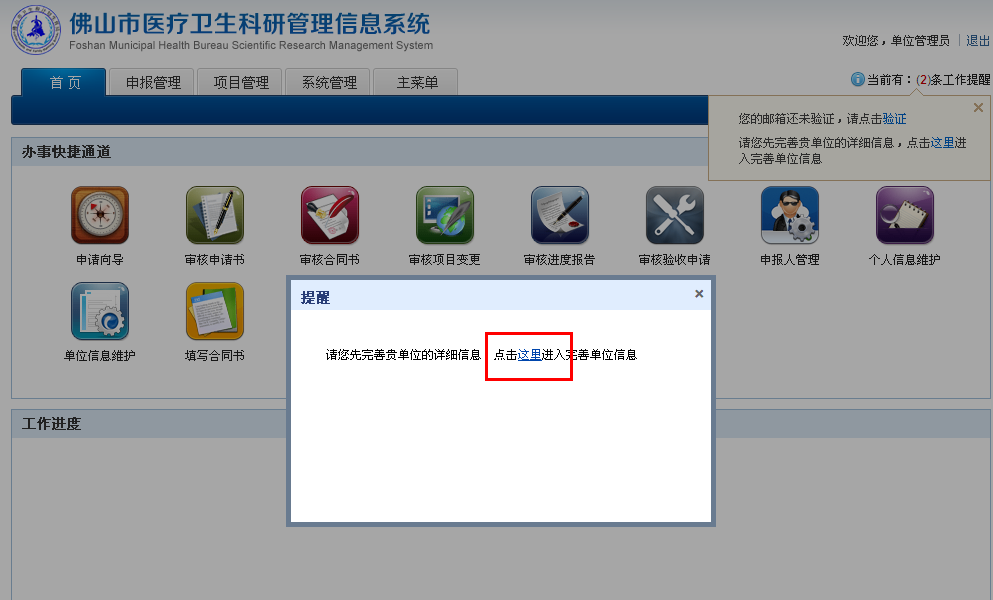 佛山市医疗卫生科研管理信息系统
Foshan Municipal Health Bureau Scientific Research Management System
欢迎您，单位管理员 退出
首页 申报管理 项目管理 系统管理 主菜单
当前有：(2)条工作提醒
您的邮箱还未验证，请点击验证
请您先完善贵单位的详细信息，点击这里进
入完善单位信息
办事快捷通道
申请向导 审核申请书 审核合同书 审核项目变更 审核进度报告 审核验收申请 申报人管理 个人信息维护
单位信息维护 填写合同书
提醒
请您先完善贵单位的详细信息 点击这里进入完善单位信息
工作进度